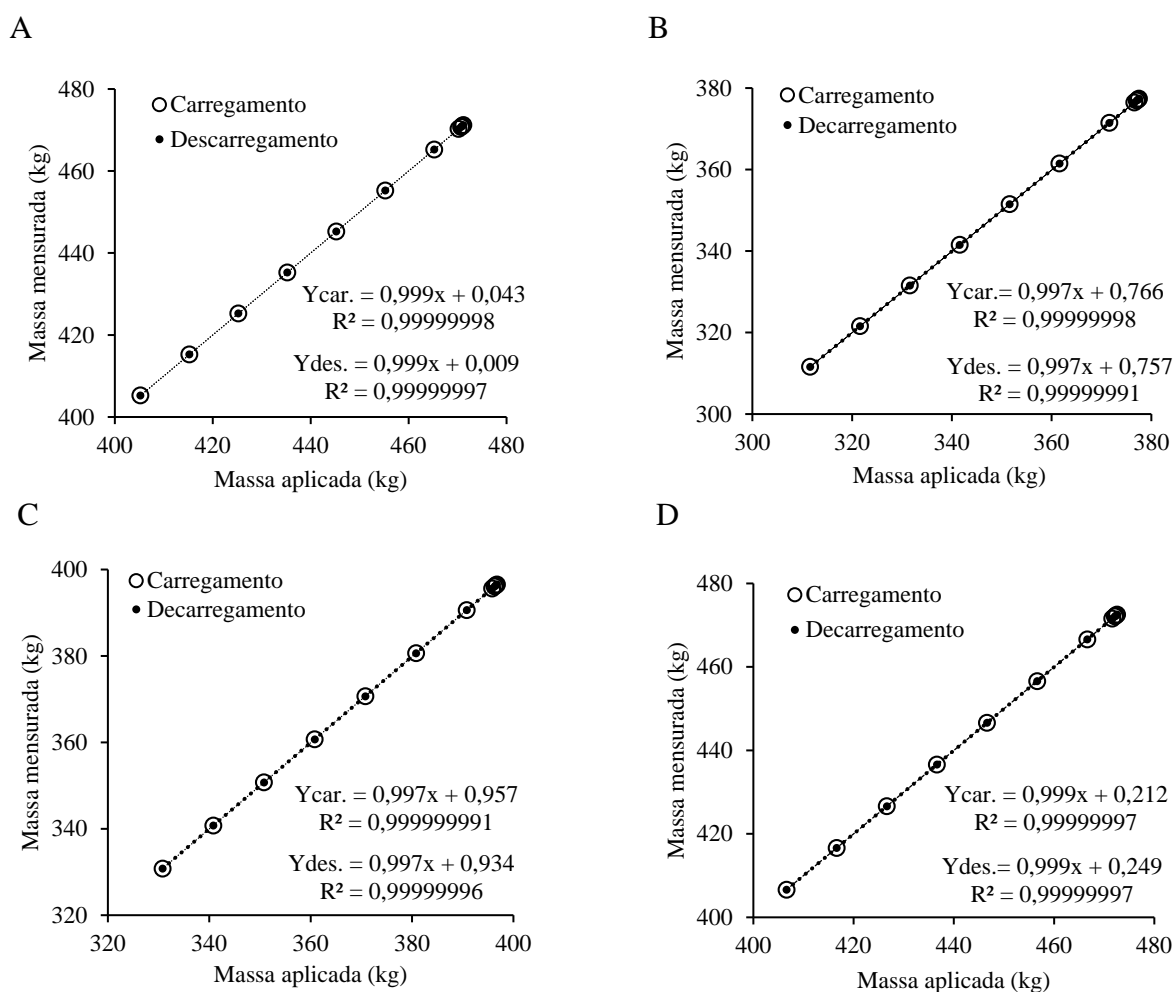 A
Massa mensurada (kg)
480
460
440
420
400
Carregamento
Descarregamento
Ycar. = 0,999x + 0,043
R² = 0,99999998
Ydes. = 0,999x + 0,009
R² = 0,99999997
400 420 440 460 480
Massa aplicada (kg)
B
Massa mensurada (kg)
380
360
340
320
300
Carregamento
Decarregamento
Ycar.= 0,997x + 0,766
R² = 0,99999998
Ydes. = 0,997x + 0,757
R² = 0,99999991
300 320 340 360 380
Massa aplicada (kg)
C
Massa mensurada (kg)
400
380
360
340
320
Carregamento
Decarregamento
Ycar. = 0,997x + 0,957
R² = 0,999999991
Ydes. = 0,997x + 0,934
R² = 0,99999996
320 340 360 380 400
Massa aplicada (kg)
D
Massa mensurada (kg)
480
460
440
420
400
Carregamento
Decarregamento
Ycar. = 0,999x + 0,212
R² = 0,99999997
Ydes.= 0,999x + 0,249
R² = 0,99999997
400 420 440 460 480
Massa aplicada (kg)